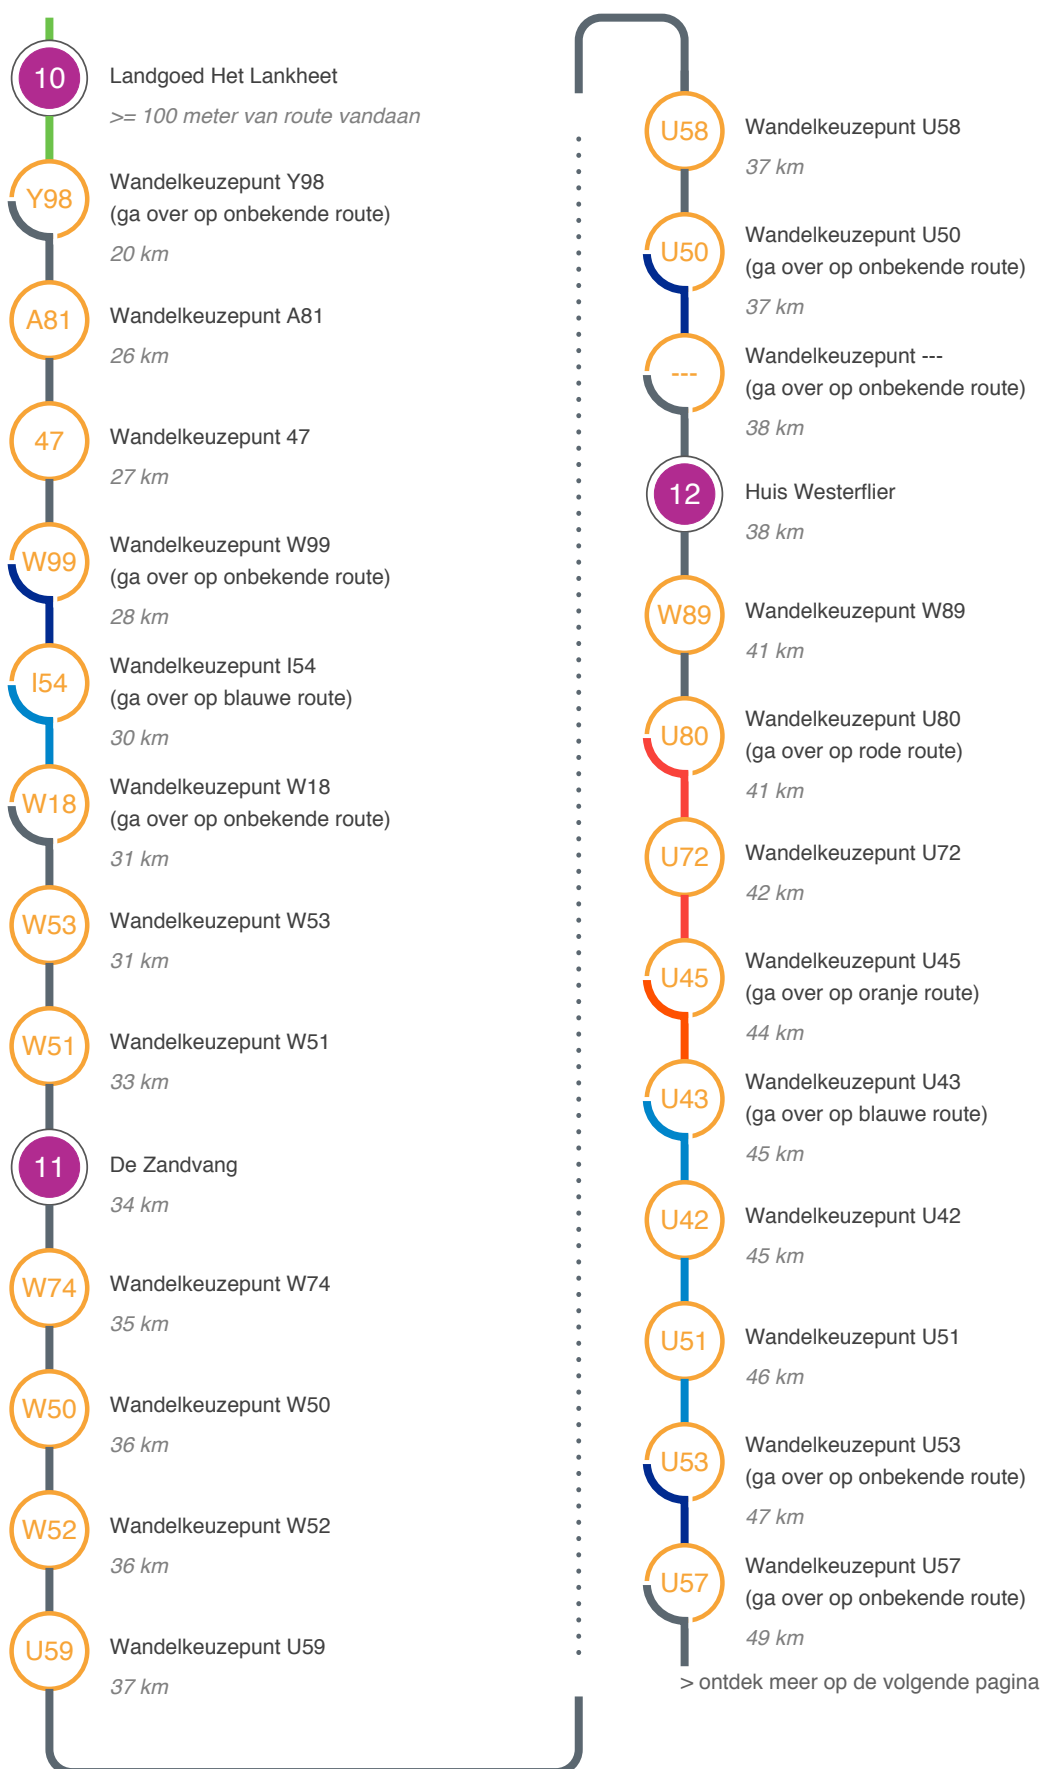 10
Landgoed Het Lankheet
>= 100 meter van route vandaan
Y98
Wandelkeuzepunt Y98
(ga over op onbekende route)
20 km
A81
Wandelkeuzepunt A81
26 km
47
Wandelkeuzepunt 47
27 km
W99
Wandelkeuzepunt W99
(ga over op onbekende route)
28 km
I54
Wandelkeuzepunt I54
(ga over op blauwe route)
30 km
W18
Wandelkeuzepunt W18
(ga over op onbekende route)
31 km
W53
Wandelkeuzepunt W53
31 km
W51
Wandelkeuzepunt W51
33 km
11
De Zandvang
34 km
W74
Wandelkeuzepunt W74
35 km
W50
Wandelkeuzepunt W50
36 km
W52
Wandelkeuzepunt W52
36 km
U59
Wandelkeuzepunt U59
37 km
U58
Wandelkeuzepunt U58
37 km
U50
Wandelkeuzepunt U50
(ga over op onbekende route)
37 km
---
Wandelkeuzepunt ---
(ga over op onbekende route)
38 km
12
Huis Westerflier
38 km
W89
Wandelkeuzepunt W89
41 km
U80
Wandelkeuzepunt U80
(ga over op rode route)
41 km
U72
Wandelkeuzepunt U72
42 km
U45
Wandelkeuzepunt U45
(ga over op oranje route)
44 km
U43
Wandelkeuzepunt U43
(ga over op blauwe route)
45 km
U42
Wandelkeuzepunt U42
45 km
U51
Wandelkeuzepunt U51
46 km
U53
Wandelkeuzepunt U53
(ga over op onbekende route)
47 km
U57
Wandelkeuzepunt U57
(ga over op onbekende route)
49 km
> ontdek meer op de volgende pagina